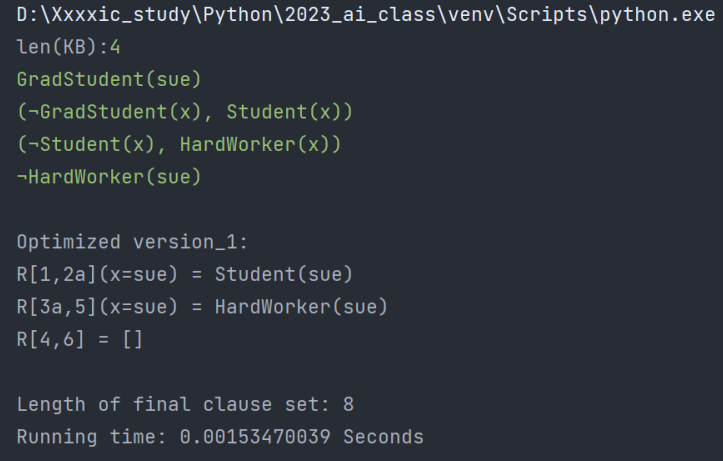 D:\Xxxxic_study\Python\2023_ai_class\venv\Scripts\python.exe
len(KB):4
GradStudent(sue)
(¬GradStudent(x), Student(x))
(¬Student(x), HardWorker(x))
¬HardWorker(sue)
Optimized version_1:
R[1,2a](x=sue) = Student(sue)
R[3a,5](x=sue) = HardWorker(sue)
R[4,6] = []
Length of final clause set: 8
Running time: 0.00153470039 Seconds